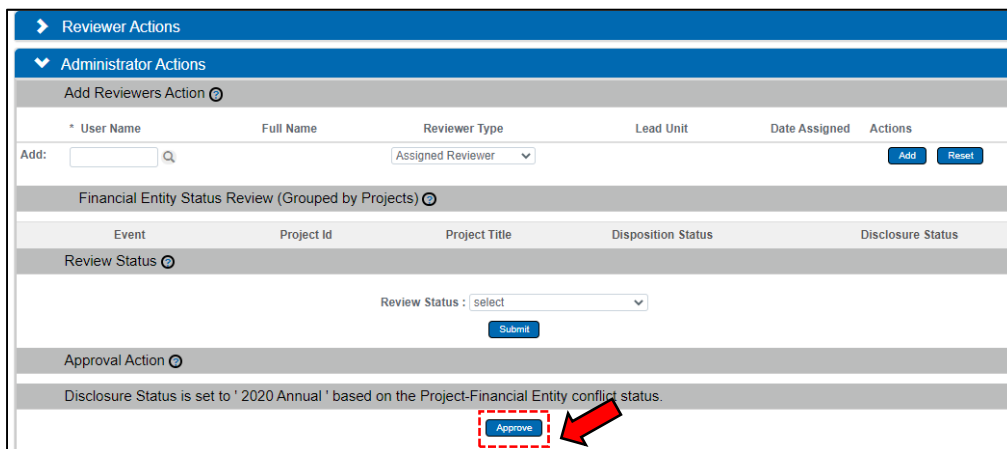 Reviewer Actions
Administrator Actions
Add Reviewers Action ?
* User Name Full Name Reviewer Type Lead Unit Date Assigned Actions
Add: Assigned Reviewer Add Reset
Financial Entity Status Review (Grouped by Projects) ?
Event Project Id Project Title Disposition Status Disclosure Status
Review Status ?
Review Status : select
Submit
Approval Action ?
Disclosure Status is set to ' 2020 Annual ' based on the Project-Financial Entity conflict status.
Approve